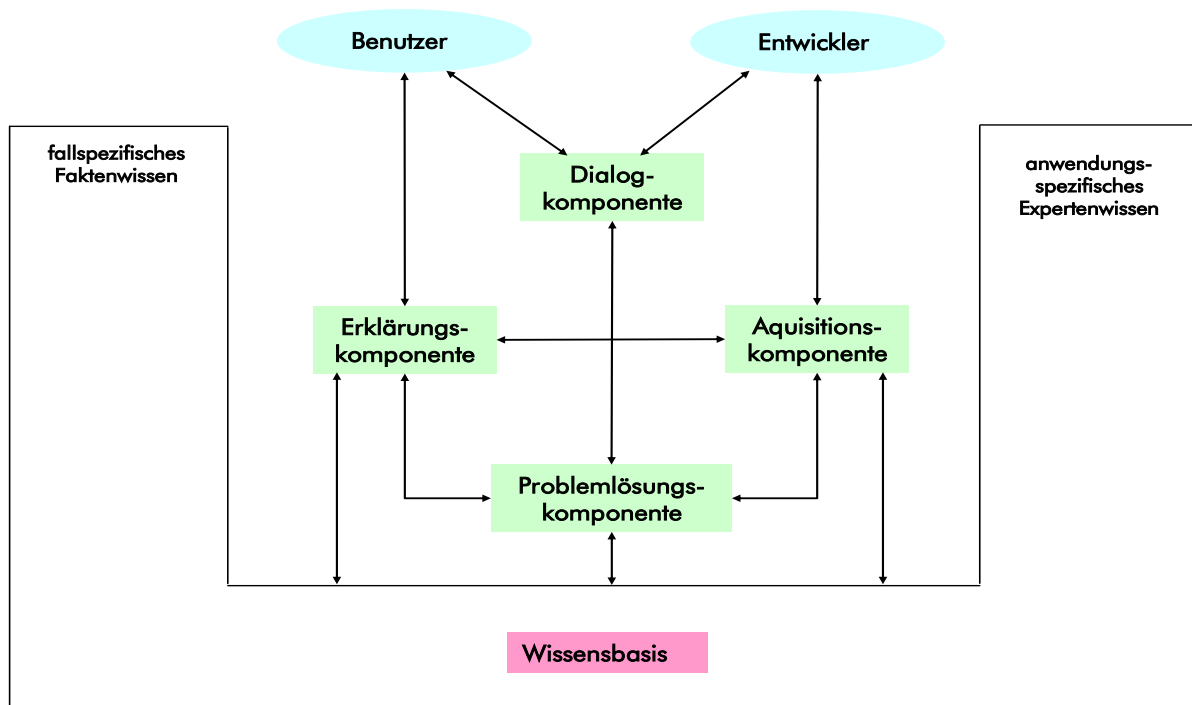 Benutzer
Entwickler
fallspezifisches
Faktenwissen
Dialog-
komponente
anwendungs-
spezifisches
Expertenwissen
Erklärungs-
komponente
Aquisitions-
komponente
Problemlösungs-
komponente
Wissensbasis